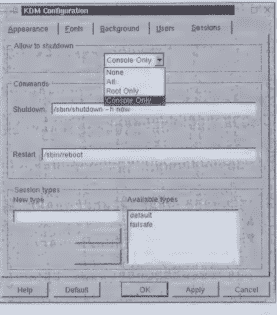 KDM Configuration
Appearance Fonts Background Users Sessions
Allow to shutdown
Console Only
None
All
Root Only
Console Only
Commands
Shutdown /sbin/shutdown -h now
Restart /sbin/reboot
Session types
New type Available types
default
failsafe
Help Default OK Apply Cancel